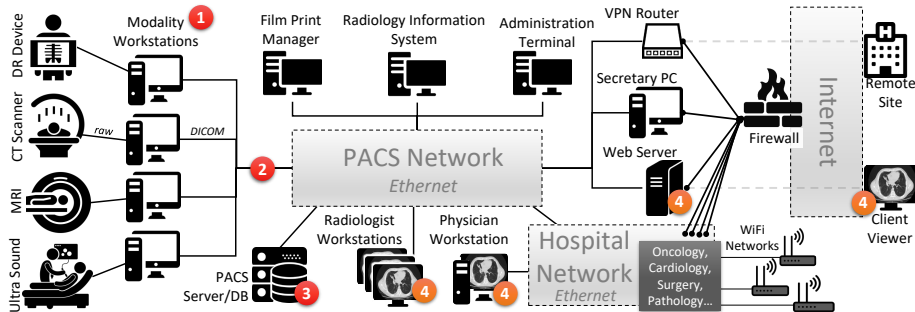 DR Device
Modality
Workstations
1
CT Scanner
raw
DICOM
MRI
Ultra Sound
2
Film Print
Manager
Radiology Information
System
Administration
Terminal
PACS Network
Ethernet
PACS
Server/DB
3
Radiologist
Workstations
4
Physician
Workstation
4
VPN Router
Secretary PC
Web Server
4
Firewall
Internet
Remote
Site
4
Client
Viewer
Hospital
Network
Ethernet
Oncology,
Cardiology,
Surgery,
Pathology...
WiFi
Networks